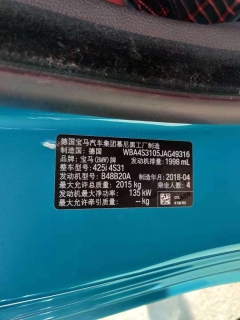 德国宝马汽车集团慕尼黑工厂制造
制造国：德国 WBA4S3105JAG49316
品牌：宝马(BMW)牌 发动机排量：1998 mL
整车型号：425i 4S31
发动机型号：B48B20A 制造年月：2018-04
最大允许总质量：2015 kg 乘坐人数：4
发动机最大净功率：135 kW
最大允许牵引质量：-- kg